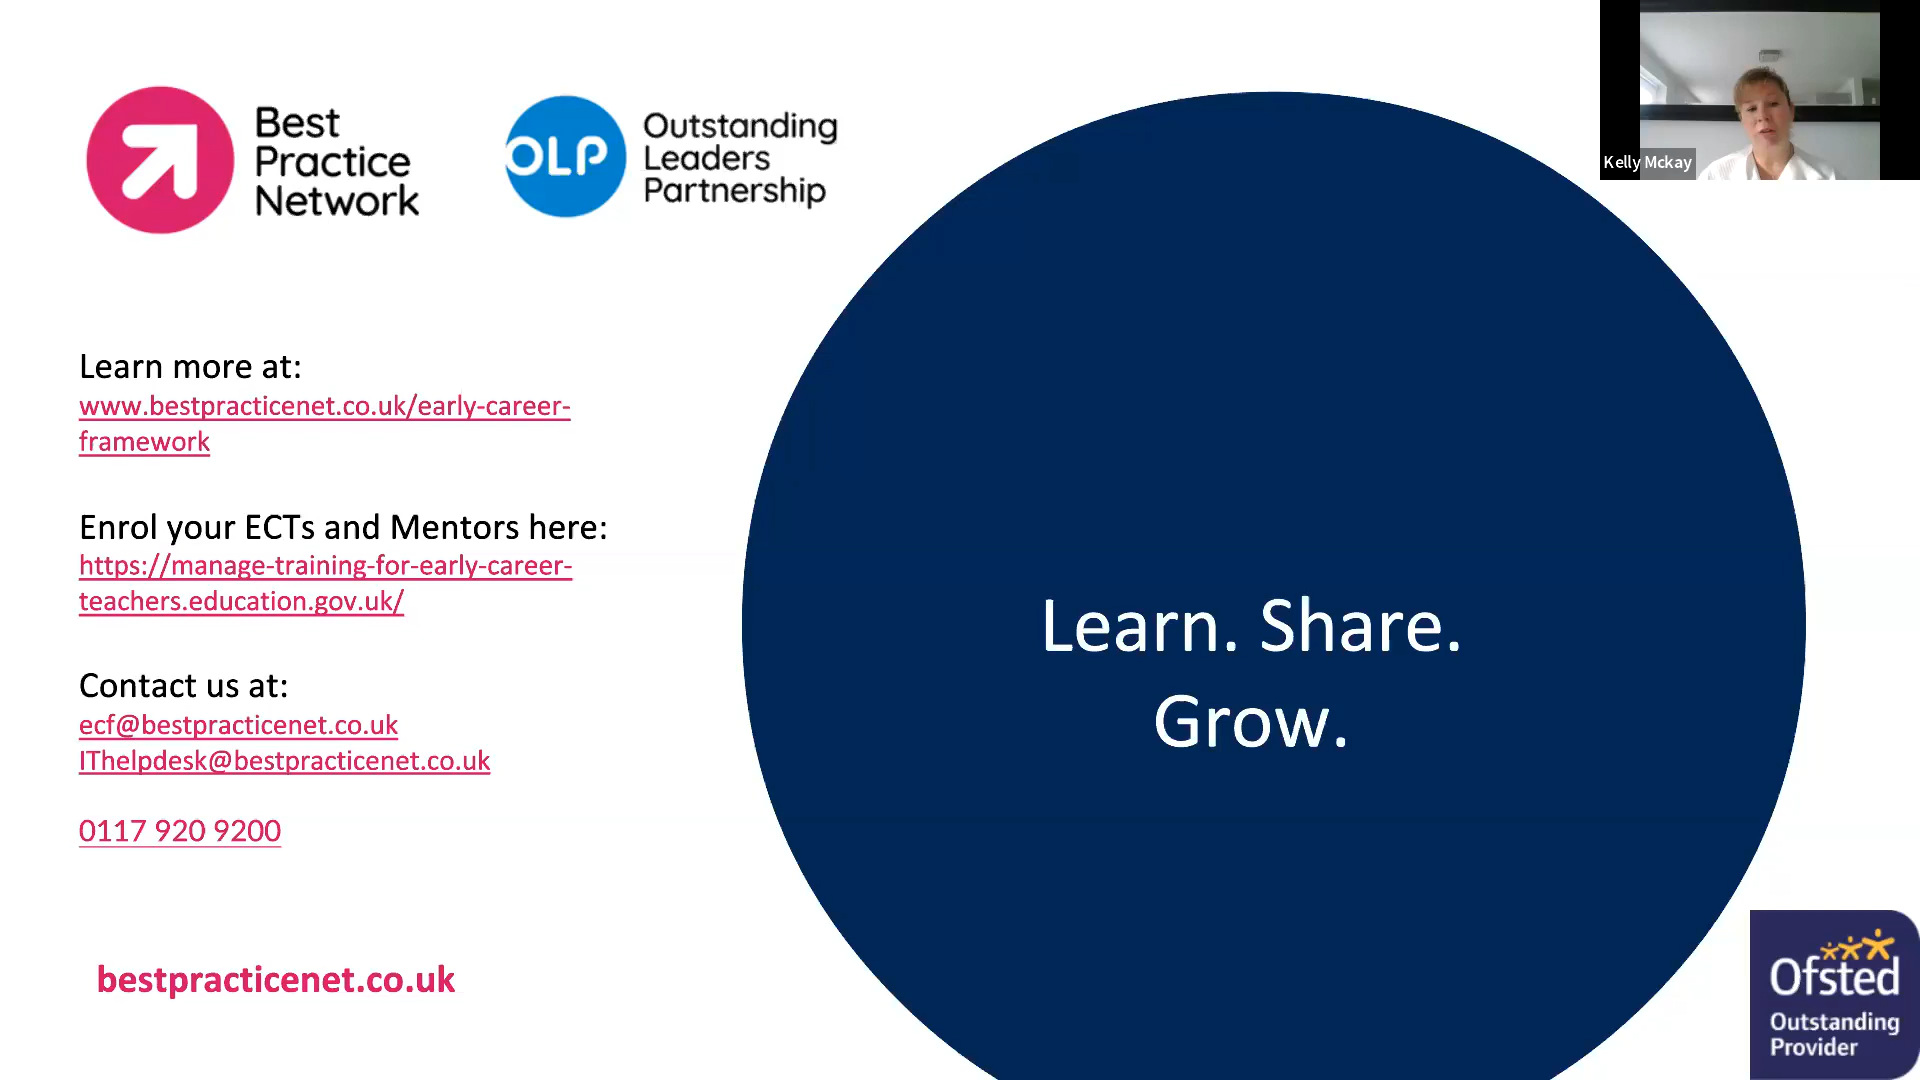 Best
Practice
Network
OLP
Outstanding
Leaders
Partnership
Kelly Mckay
Learn more at:
www.bestpracticenet.co.uk/early-career-
framework
Enrol your ECTs and Mentors here:
https://manage-training-for-early-career-
teachers.education.gov.uk/
Contact us at:
ecf@bestpracticenet.co.uk
IThelpdesk@bestpracticenet.co.uk
0117 920 9200
bestpracticenet.co.uk
Learn. Share.
Grow.
Ofsted
Outstanding
Provider